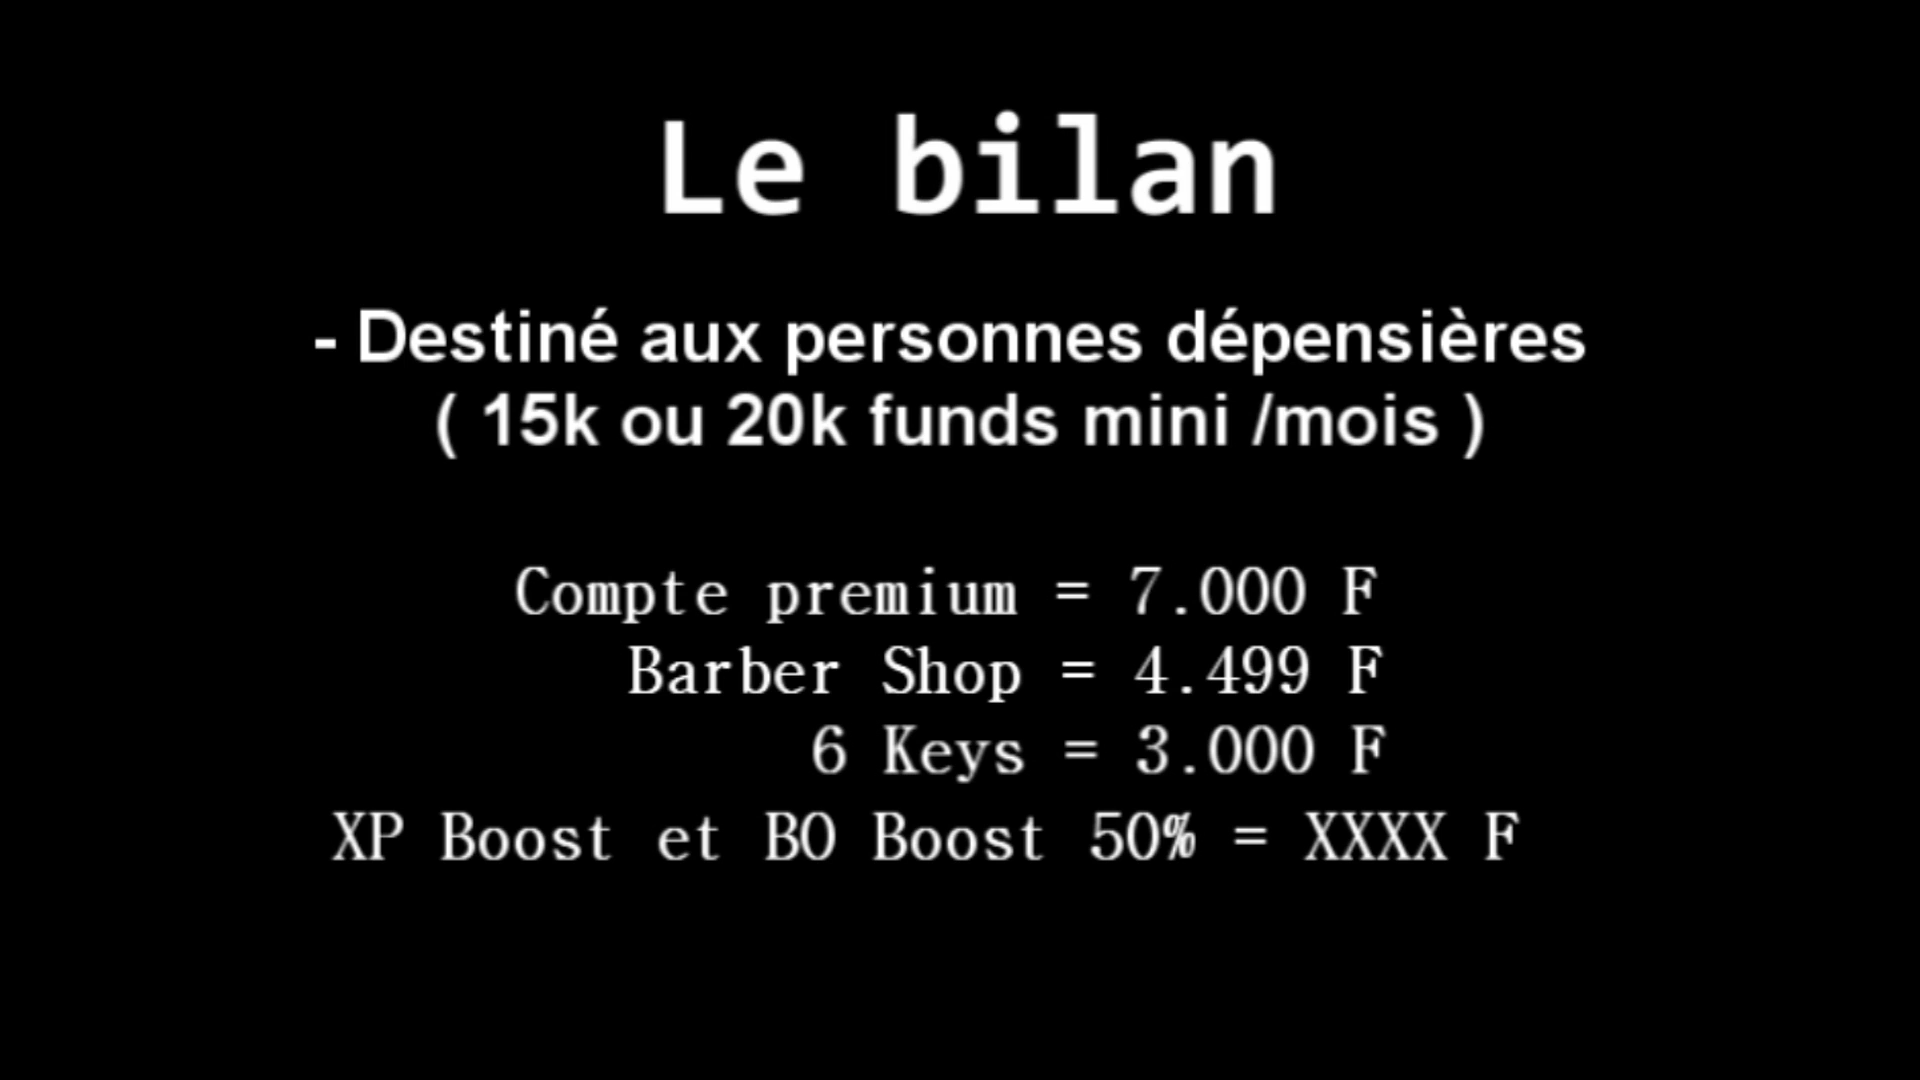 Le bilan
- Destiné aux personnes dépensières
( 15k ou 20k funds mini /mois )
Compte premium = 7.000 F
Barber Shop = 4.499 F
6 Keys = 3.000 F
XP Boost et BO Boost 50% = XXXX F